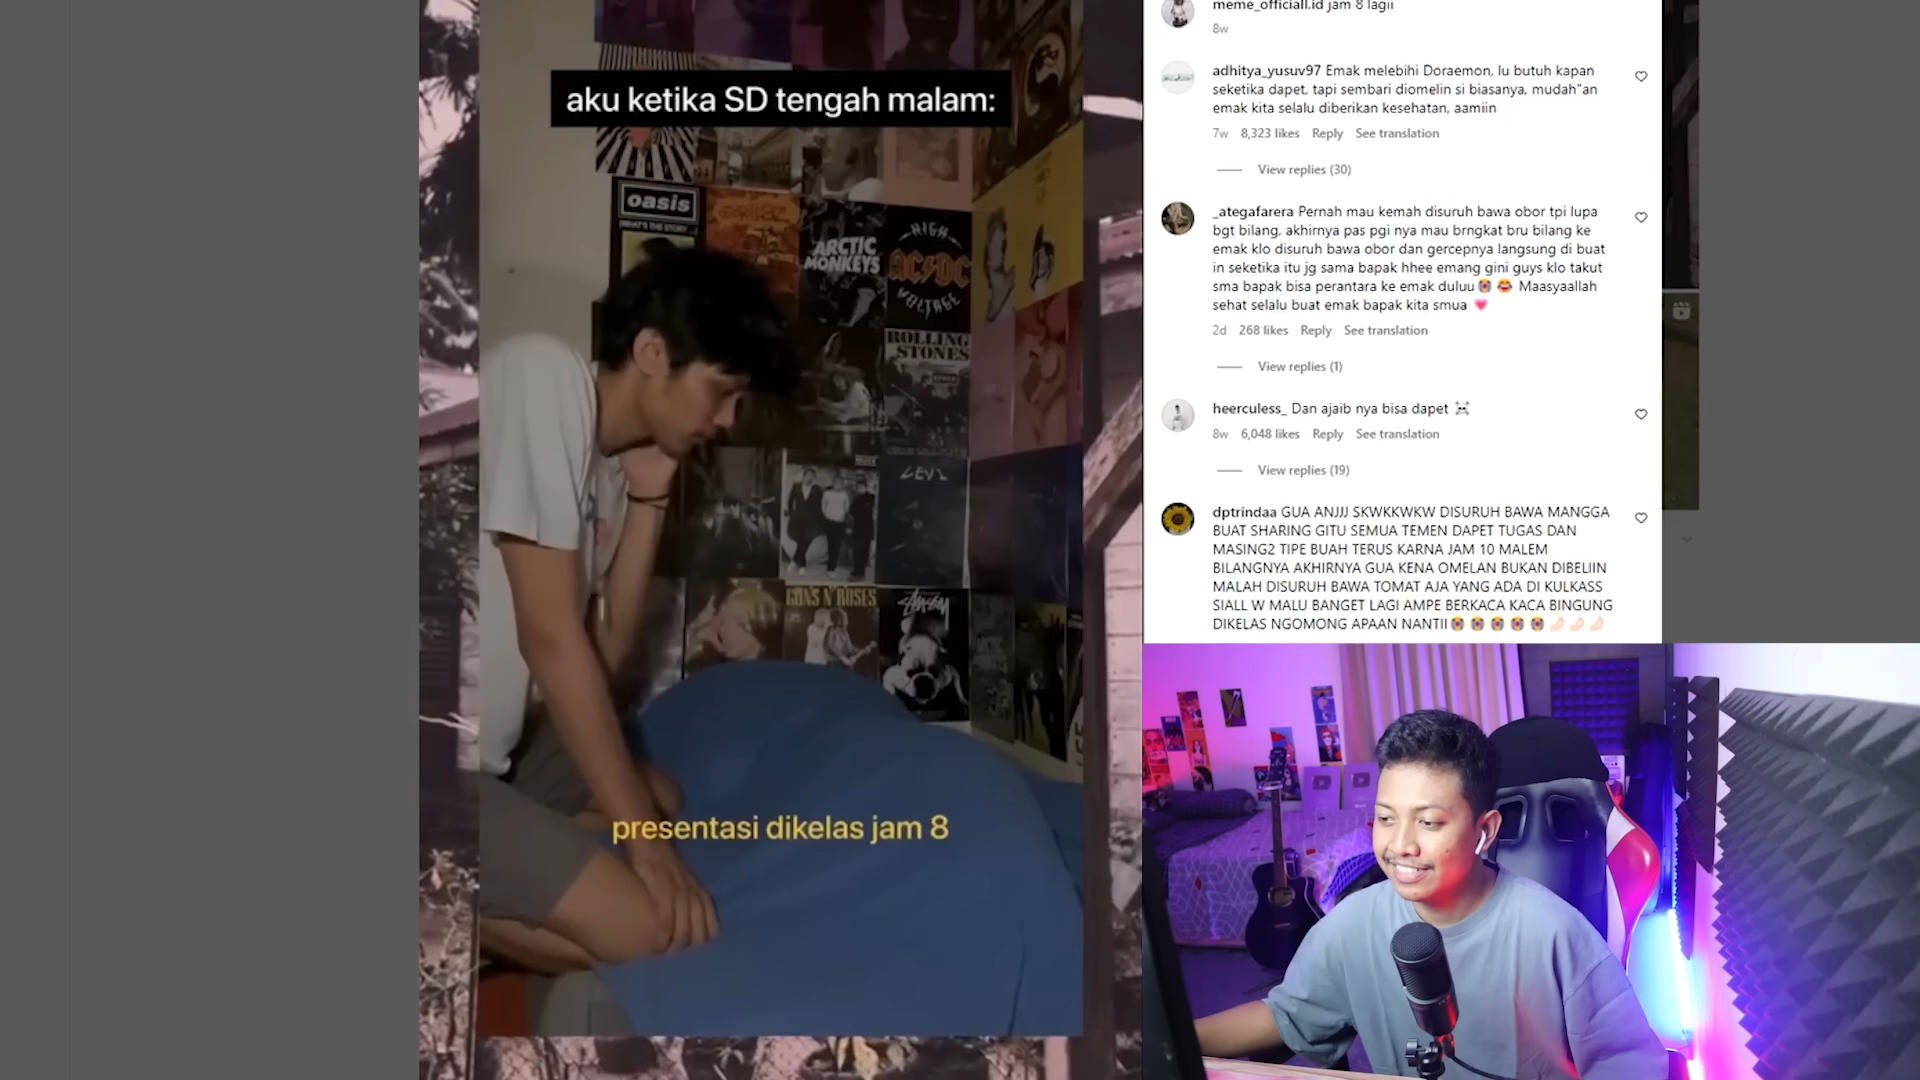 aku ketika SD tengah malam:
oasis
(WHAT'S THE STORY
ARCTIC
MONKEYS
HIGH
AC/DC
VOLTAGE
ROLLING
STONES
GUNS N' ROSES
presentasi dikelas jam 8
meme_officiall.id jam 8 lagii
8w
adhitya_yusuv97 Emak melebihi Doraemon, lu butuh kapan
seketika dapet, tapi sembari diomelin si biasanya, mudah"an
emak kita selalu diberikan kesehatan, aamiin
7w 8,323 likes Reply See translation
View replies (30)
_ategafarera Pernah mau kemah disuruh bawa obor tpi lupa
bgt bilang, akhirnya pas pgi nya mau brngkat bru bilang ke
emak klo disuruh bawa obor dan gercepnya langsung di buat
in seketika itu jg sama bapak hhee emang gini guys klo takut
sma bapak bisa perantara ke emak duluu😭 😂 Maasyaallah
sehat selalu buat emak bapak kita smua 💗
2d 268 likes Reply See translation
View replies (1)
heerculess_ Dan ajaib nya bisa dapet ☠️
8w 6,048 likes Reply See translation
View replies (19)
dptrindaa GUA ANJJJ SKWKKWKW DISURUH BAWA MANGGA
BUAT SHARING GITU SEMUA TEMEN DAPET TUGAS DAN
MASING2 TIPE BUAH TERUS KARNA JAM 10 MALEM
BILANGNYA AKHIRNYA GUA KENA OMELAN BUKAN DIBELIIN
MALAH DISURUH BAWA TOMAT AJA YANG ADA DI KULKASS
SIALL W MALU BANGET LAGI AMPE BERKACA KACA BINGUNG
DIKELAS NGOMONG APAAN NANTII😭 😭 😭 😭 😭 🦶🏻 🦶🏻 🦶🏻